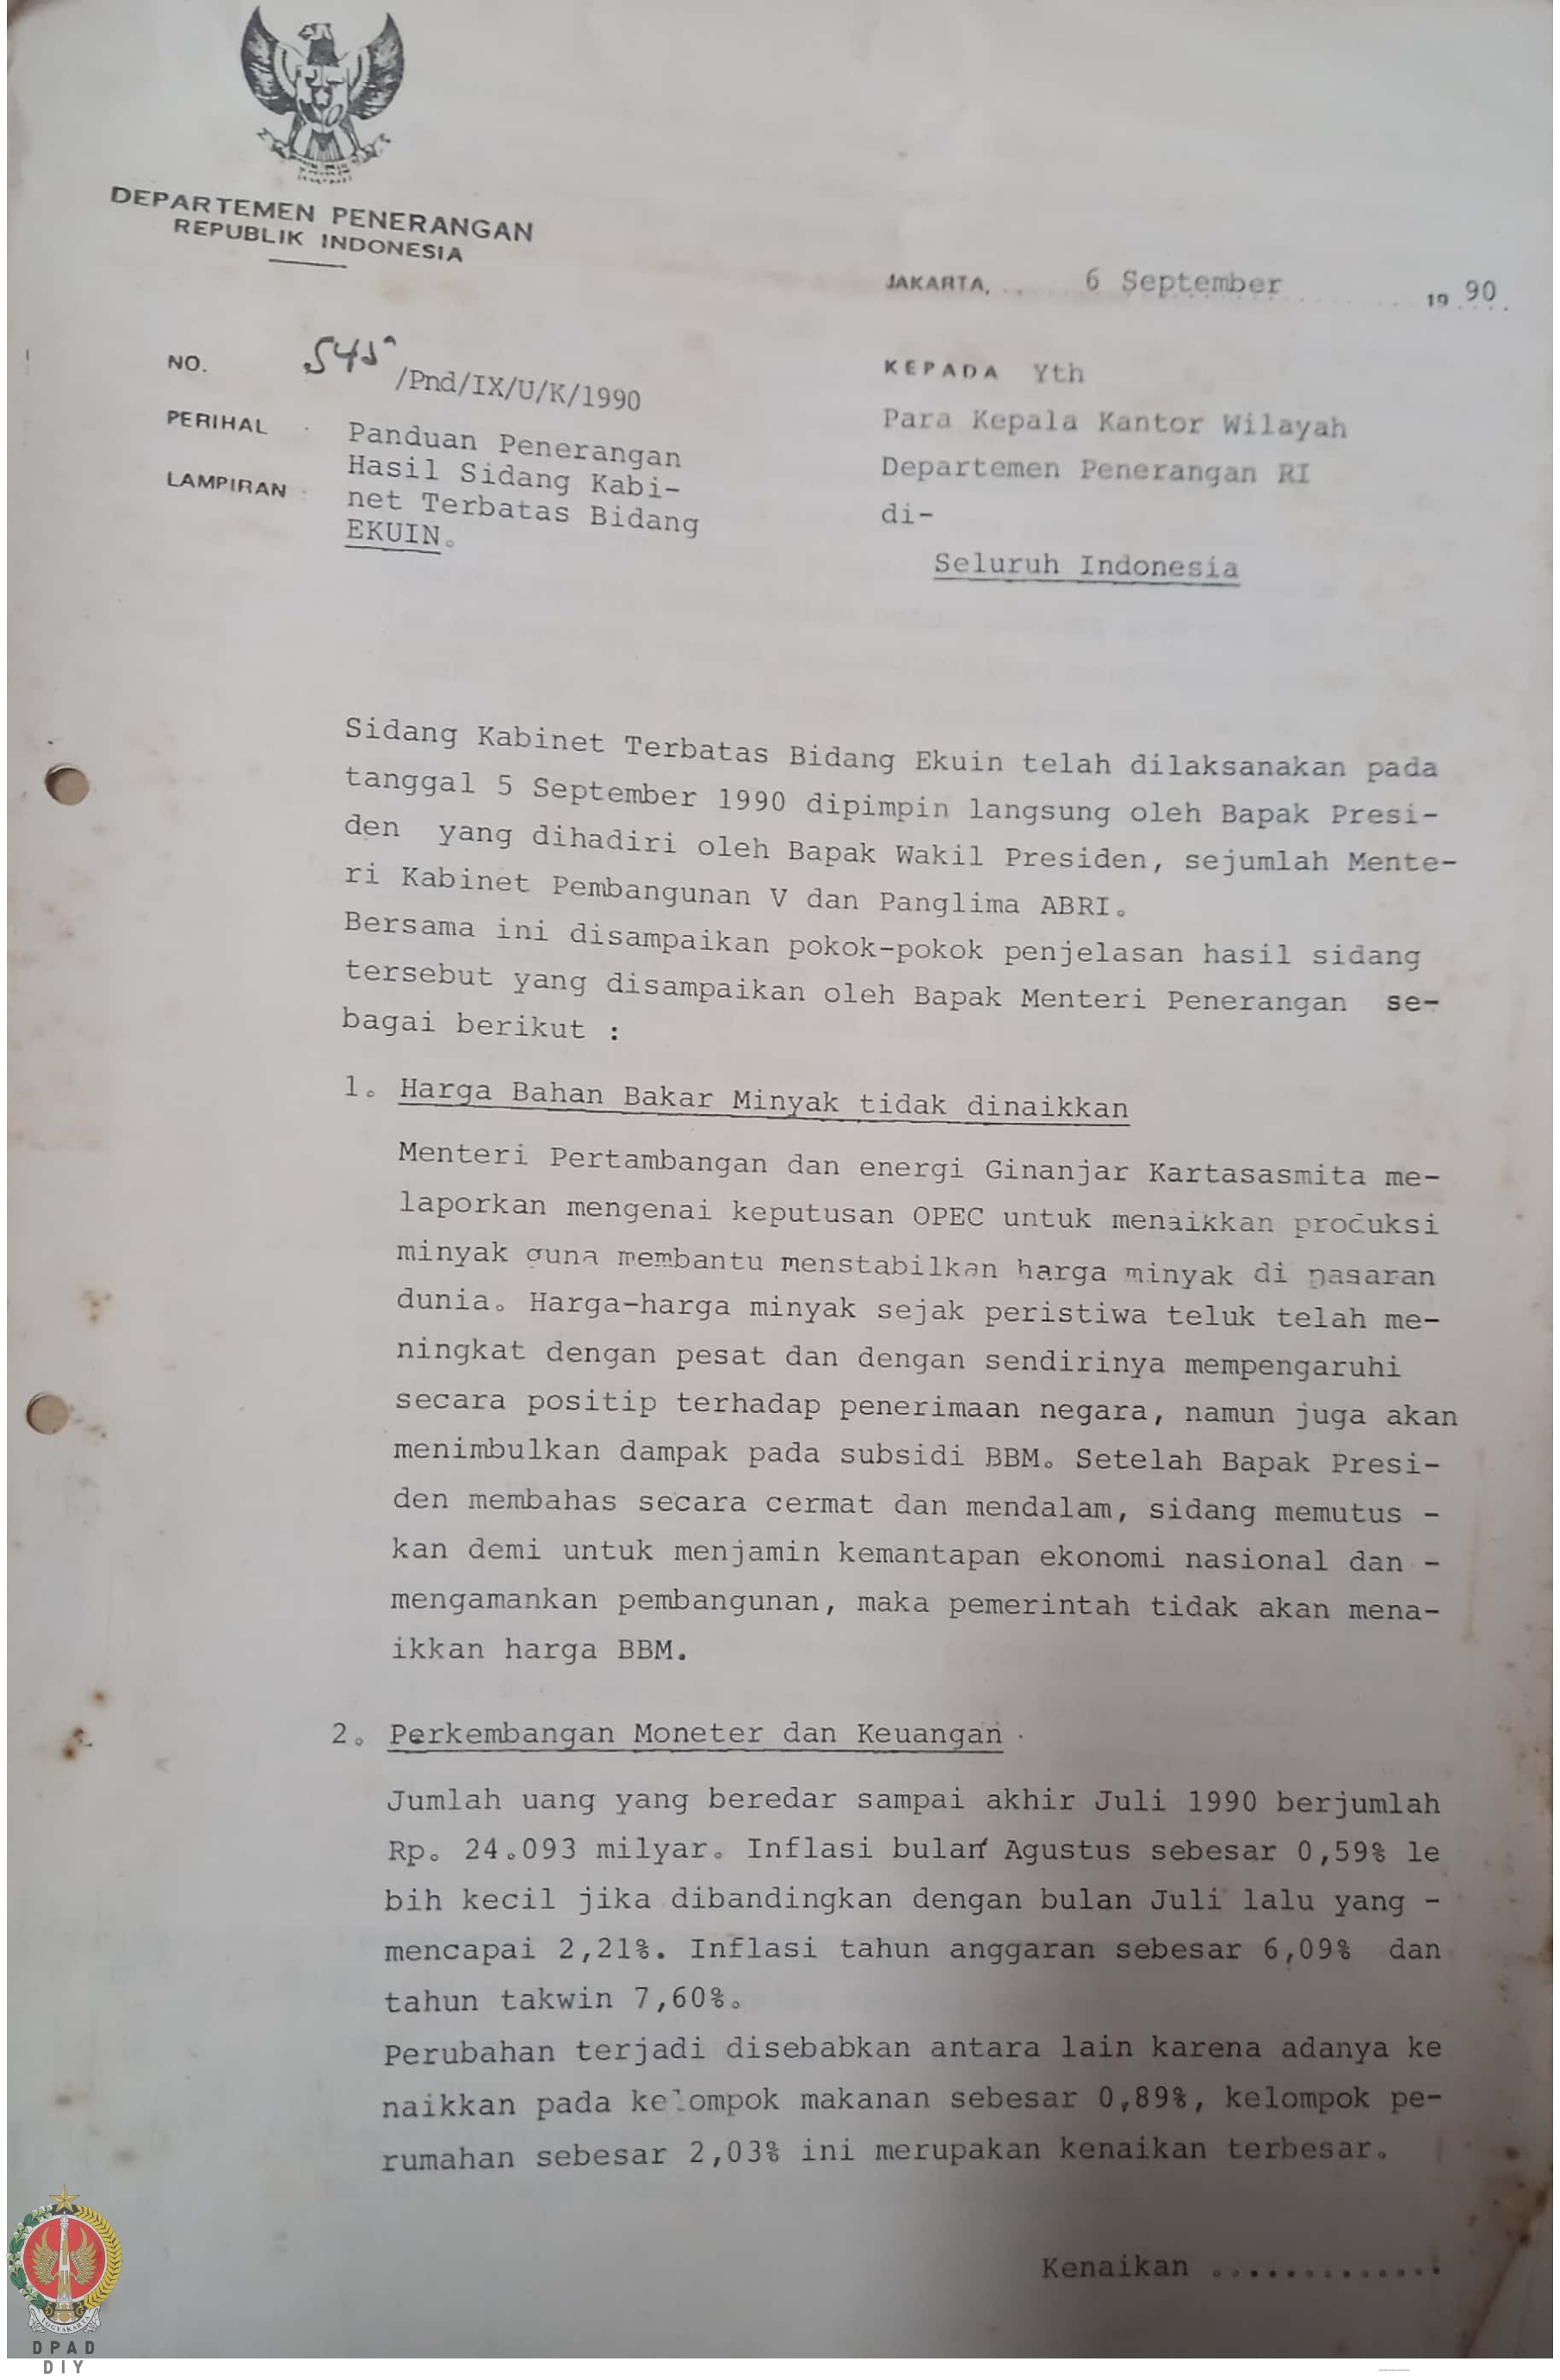 DEPARTEMEN PENERANGAN
REPUBLIK INDONESIA
JAKARTA, 6 September 1990
NO. 545 /Pnd/IX/U/K/1990
PERIHAL : Panduan Penerangan
Hasil Sidang Kabi-
LAMPIRAN : net Terbatas Bidang
EKUIN.
KEPADA Yth
Para Kepala Kantor Wilayah
Departemen Penerangan RI
di-
Seluruh Indonesia
Sidang Kabinet Terbatas Bidang Ekuin telah dilaksanakan pada
tanggal 5 September 1990 dipimpin langsung oleh Bapak Presi-
den yang dihadiri oleh Bapak Wakil Presiden, sejumlah Mente-
ri Kabinet Pembangunan V dan Panglima ABRI.
Bersama ini disampaikan pokok-pokok penjelasan hasil sidang
tersebut yang disampaikan oleh Bapak Menteri Penerangan se-
bagai berikut :
1. Harga Bahan Bakar Minyak tidak dinaikkan
Menteri Pertambangan dan energi Ginanjar Kartasasmita me-
laporkan mengenai keputusan OPEC untuk menaikkan produksi
minyak guna membantu menstabilkan harga minyak di pasaran
dunia. Harga-harga minyak sejak peristiwa teluk telah me-
ningkat dengan pesat dan dengan sendirinya mempengaruhi
secara positip terhadap penerimaan negara, namun juga akan
menimbulkan dampak pada subsidi BBM. Setelah Bapak Presi-
den membahas secara cermat dan mendalam, sidang memutus -
kan demi untuk menjamin kemantapan ekonomi nasional dan -
mengamankan pembangunan, maka pemerintah tidak akan mena-
ikkan harga BBM.
2. Perkembangan Moneter dan Keuangan
Jumlah uang yang beredar sampai akhir Juli 1990 berjumlah
Rp. 24.093 milyar. Inflasi bulan Agustus sebesar 0,59% le
bih kecil jika dibandingkan dengan bulan Juli lalu yang -
mencapai 2,21%. Inflasi tahun anggaran sebesar 6,09% dan
tahun takwin 7,60%.
Perubahan terjadi disebabkan antara lain karena adanya ke
naikkan pada kelompok makanan sebesar 0,89%, kelompok pe-
rumahan sebesar 2,03% ini merupakan kenaikan terbesar.
Kenaikan .............
YOGYAKARTA
DPAD
DIY